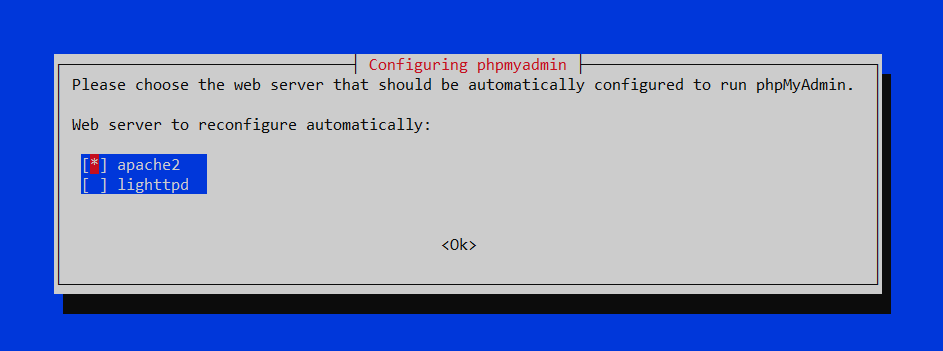 Configuring phpmyadmin
Please choose the web server that should be automatically configured to run phpMyAdmin.
Web server to reconfigure automatically:
[*] apache2
[ ] lighttpd
<Ok>